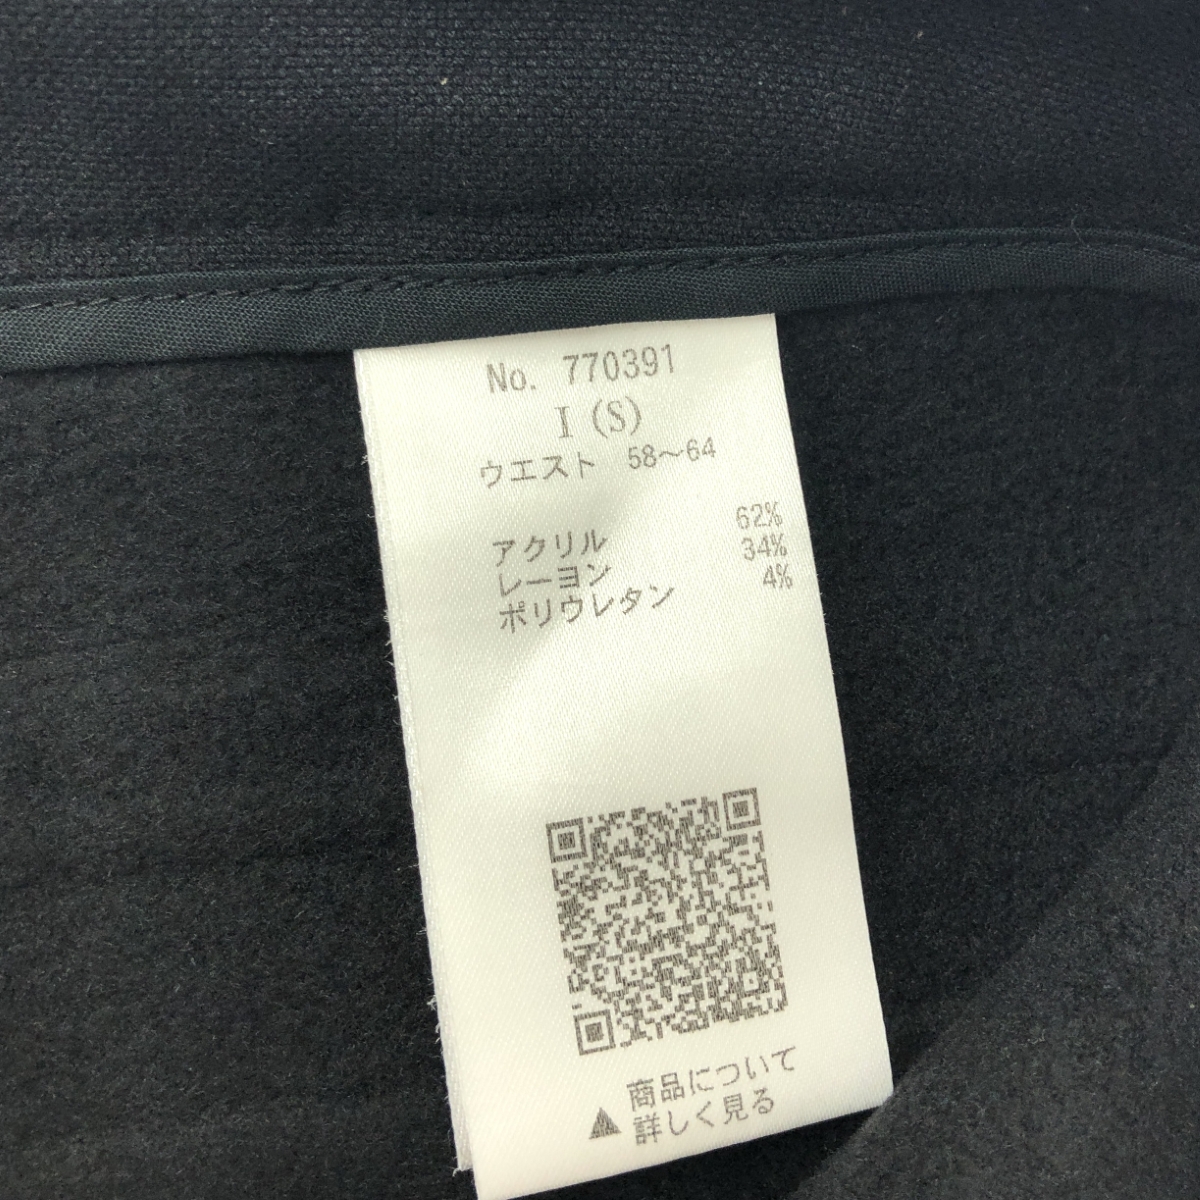 No. 770391
I (S)
ウエスト 58～64
アクリル 62%
レーヨン 34%
ポリウレタン 4%
商品について
▲詳しく見る